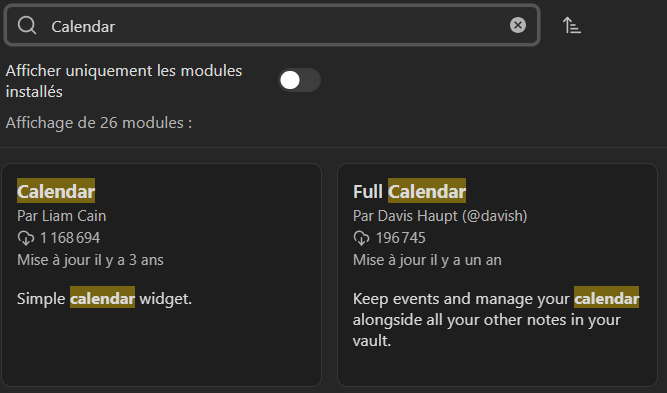 Calendar
Afficher uniquement les modules
installés
Affichage de 26 modules :
Calendar
Par Liam Cain
1 168 694
Mise à jour il y a 3 ans
Simple calendar widget.
Full Calendar
Par Davis Haupt (@davish)
196 745
Mise à jour il y a un an
Keep events and manage your calendar
alongside all your other notes in your
vault.